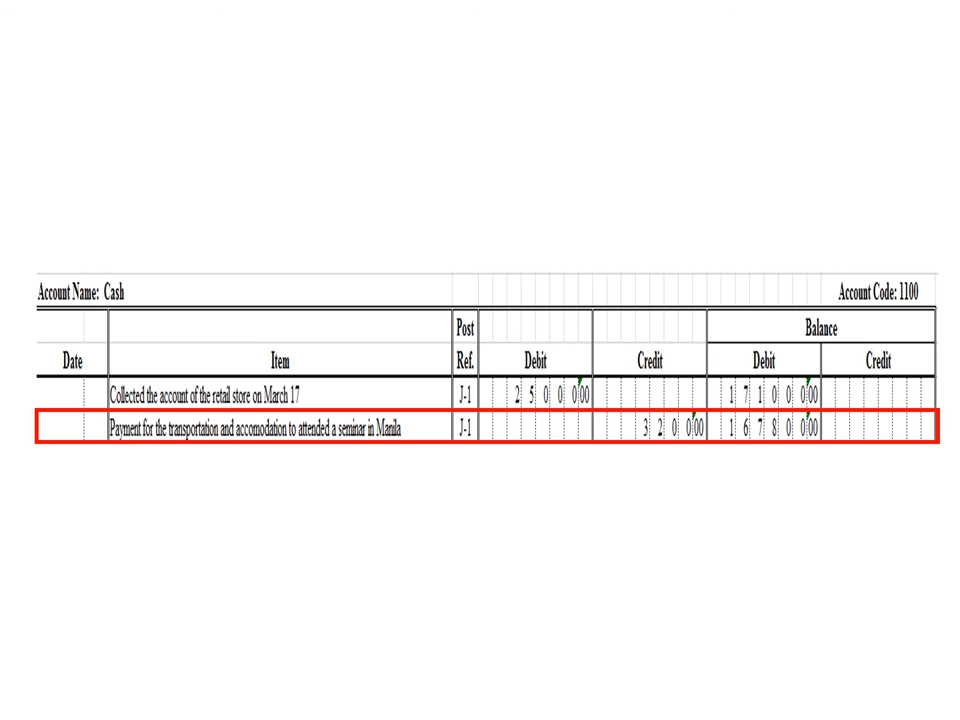 Account Name: Cash Account Code: 1100
Post Balance
Date Item Ref. Debit Credit Debit Credit
Collected the account of the retail store on March 17 J-1 2 5 0 0 0 00 1 7 1 0 0 0 00
Payment for the transportation and accomodation to attended a seminar in Manila J-1 3 2 0 0 00 1 6 7 8 0 0 00